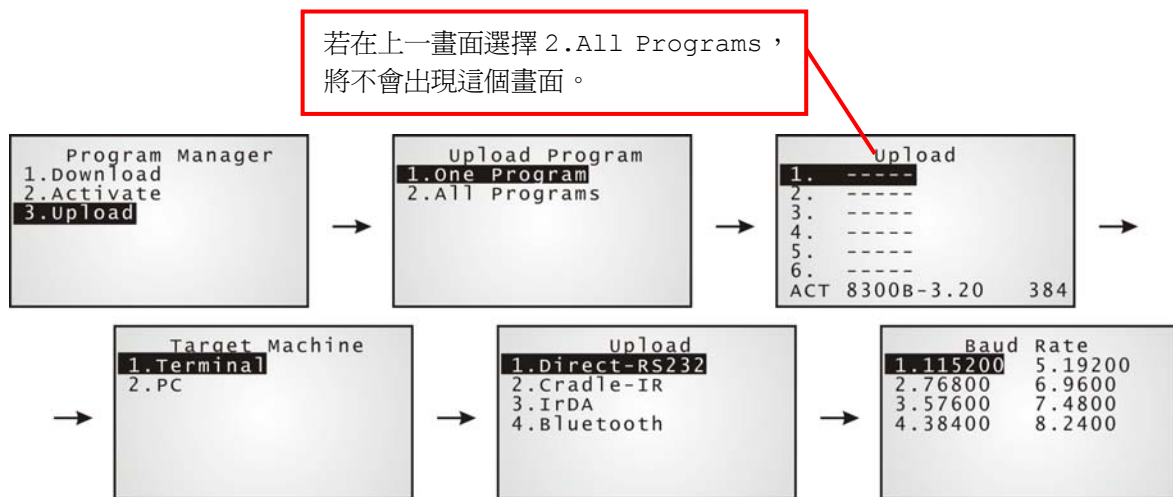 若在上一畫面選擇 2.All Programs，
將不會出現這個畫面。
Program Manager
1.Download
2.Activate
3.Upload
Upload Program
1.One Program
2.All Programs
Upload
1. -----
2. -----
3. -----
4. -----
5. -----
6. -----
ACT 8300B-3.20 384
Target Machine
1.Terminal
2.PC
Upload
1.Direct-RS232
2.Cradle-IR
3.IrDA
4.Bluetooth
Baud Rate
1.115200 5.19200
2.76800 6.9600
3.57600 7.4800
4.38400 8.2400